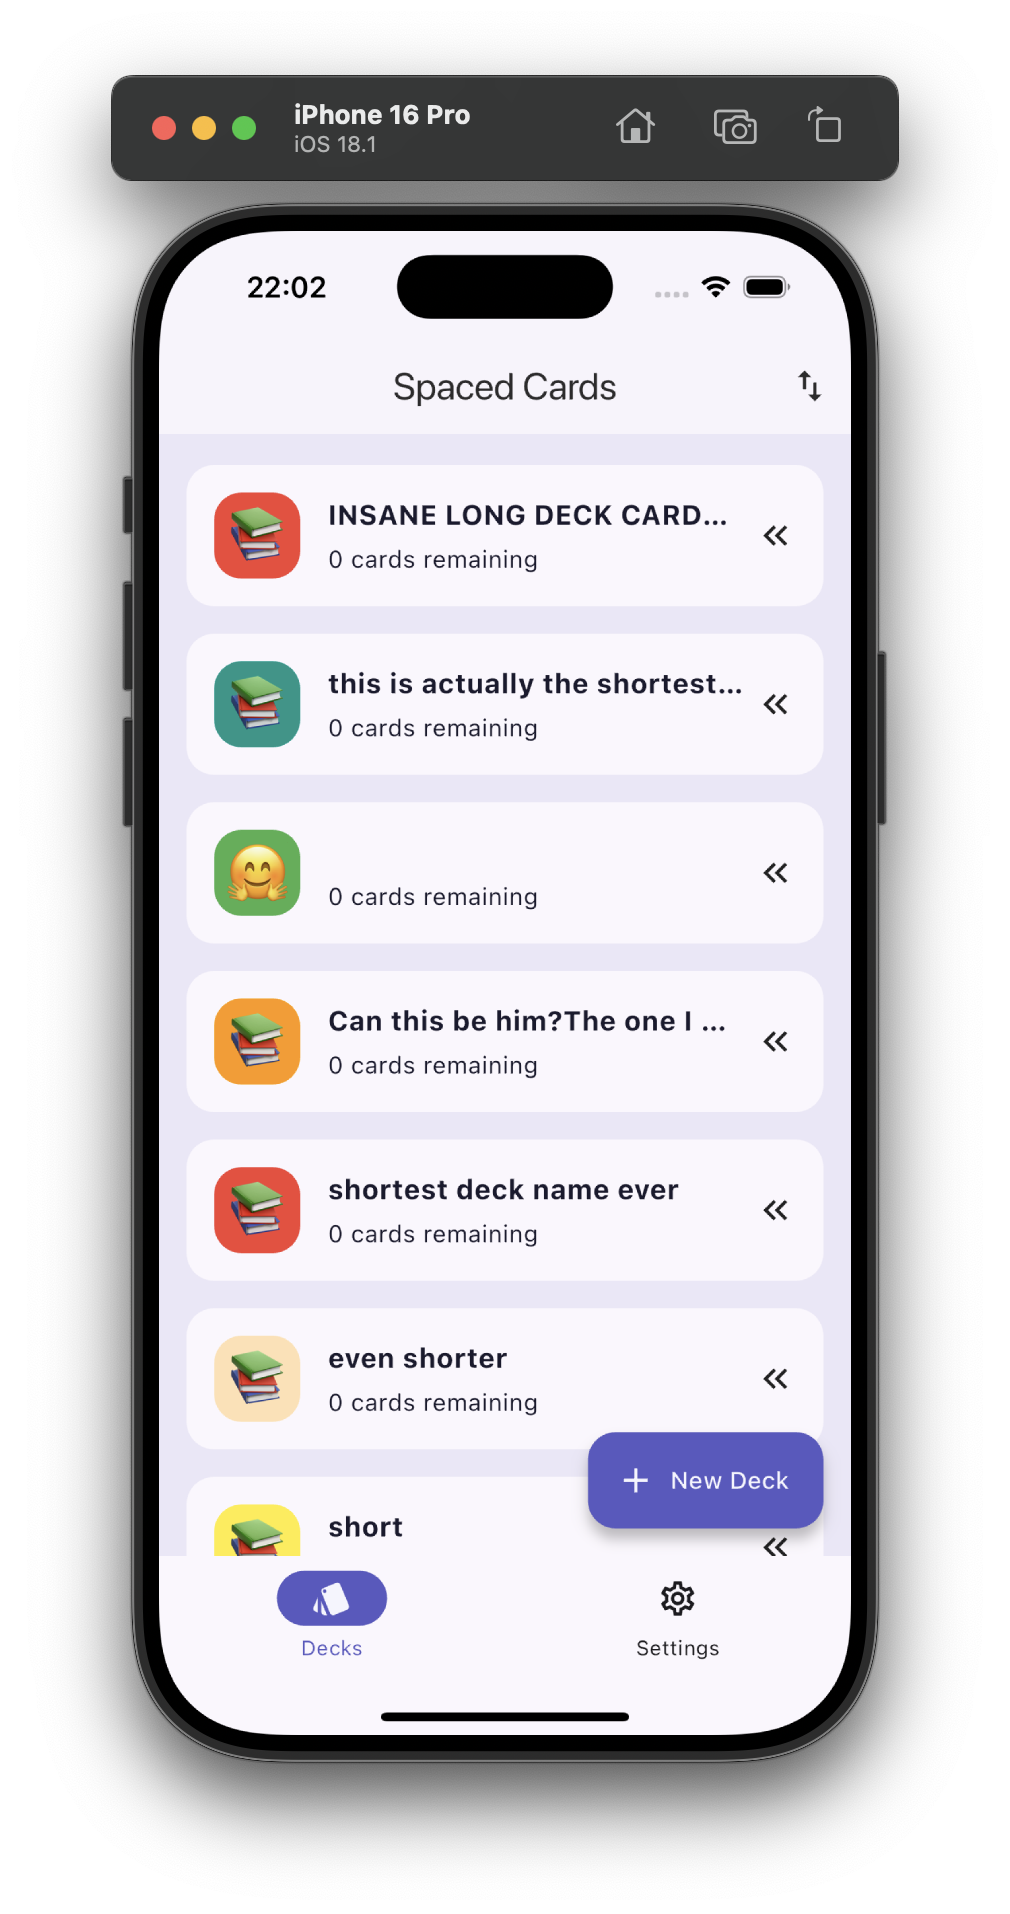 iPhone 16 Pro
iOS 18.1
22:02
Spaced Cards
INSANE LONG DECK CARD...
0 cards remaining
this is actually the shortest...
0 cards remaining
0 cards remaining
Can this be him?The one I ...
0 cards remaining
shortest deck name ever
0 cards remaining
even shorter
0 cards remaining
short
+ New Deck
Decks
Settings